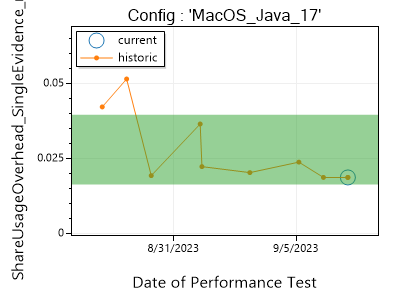 Config : 'MacOS_Java_17'
current
historic
0.05
0.025
0
8/31/2023
9/5/2023
Date of Performance Test
ShareUsageOverhead_SingleEvidence_